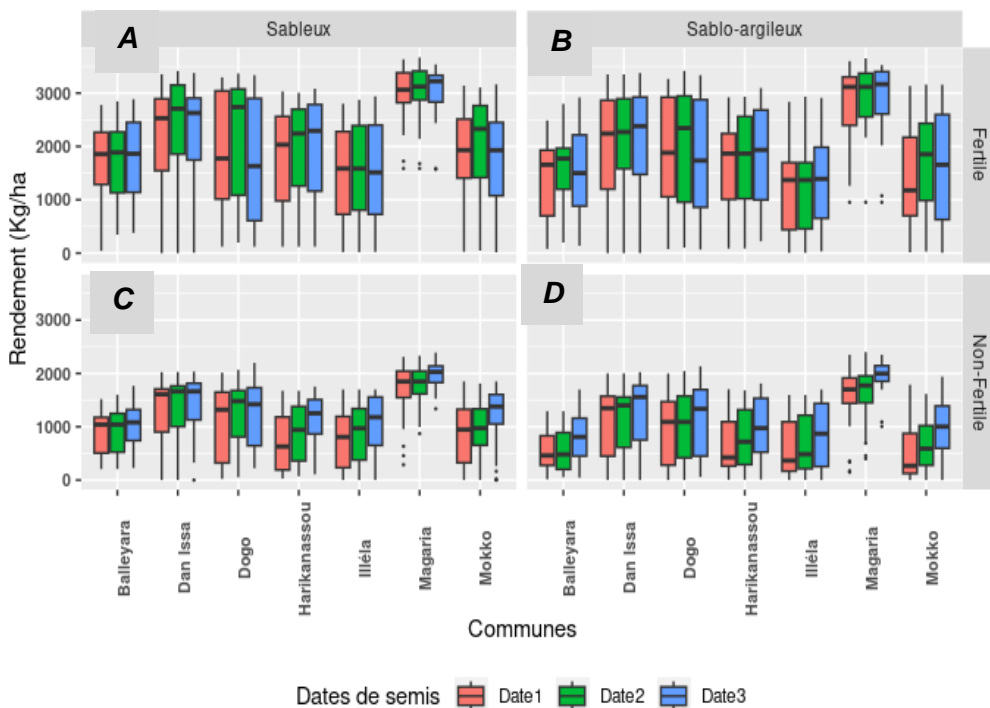 Sableux
Sablo-argileux
A
B
Fertile
3000
2000
1000
0
Rendement (Kg/ha)
C
D
Non-Fertile
3000
2000
1000
0
Balleyara
Dan Issa
Dogo
Harikanassou
Illéla
Magaria
Mokko
Balleyara
Dan Issa
Dogo
Harikanassou
Illéla
Magaria
Mokko
Communes
Dates de semis Date1 Date2 Date3